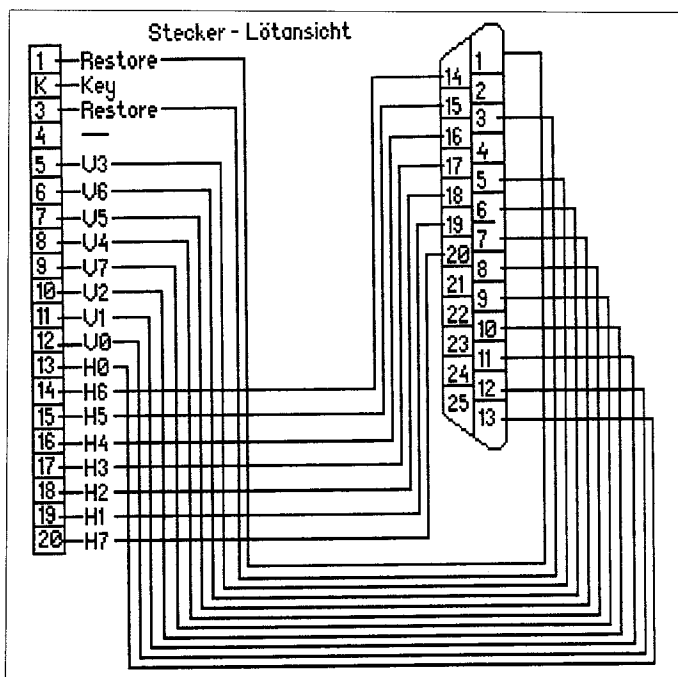 Stecker - Lötansicht
1 Restore
K Key
3 Restore
4 —
5 V3
6 V6
7 V5
8 V4
9 V7
10 V2
11 V1
12 V0
13 H0
14 H6
15 H5
16 H4
17 H3
18 H2
19 H1
20 H7
1
14
2
15
3
16
4
17
5
18
6
19
7
20
8
21
9
22
10
23
11
24
12
25
13